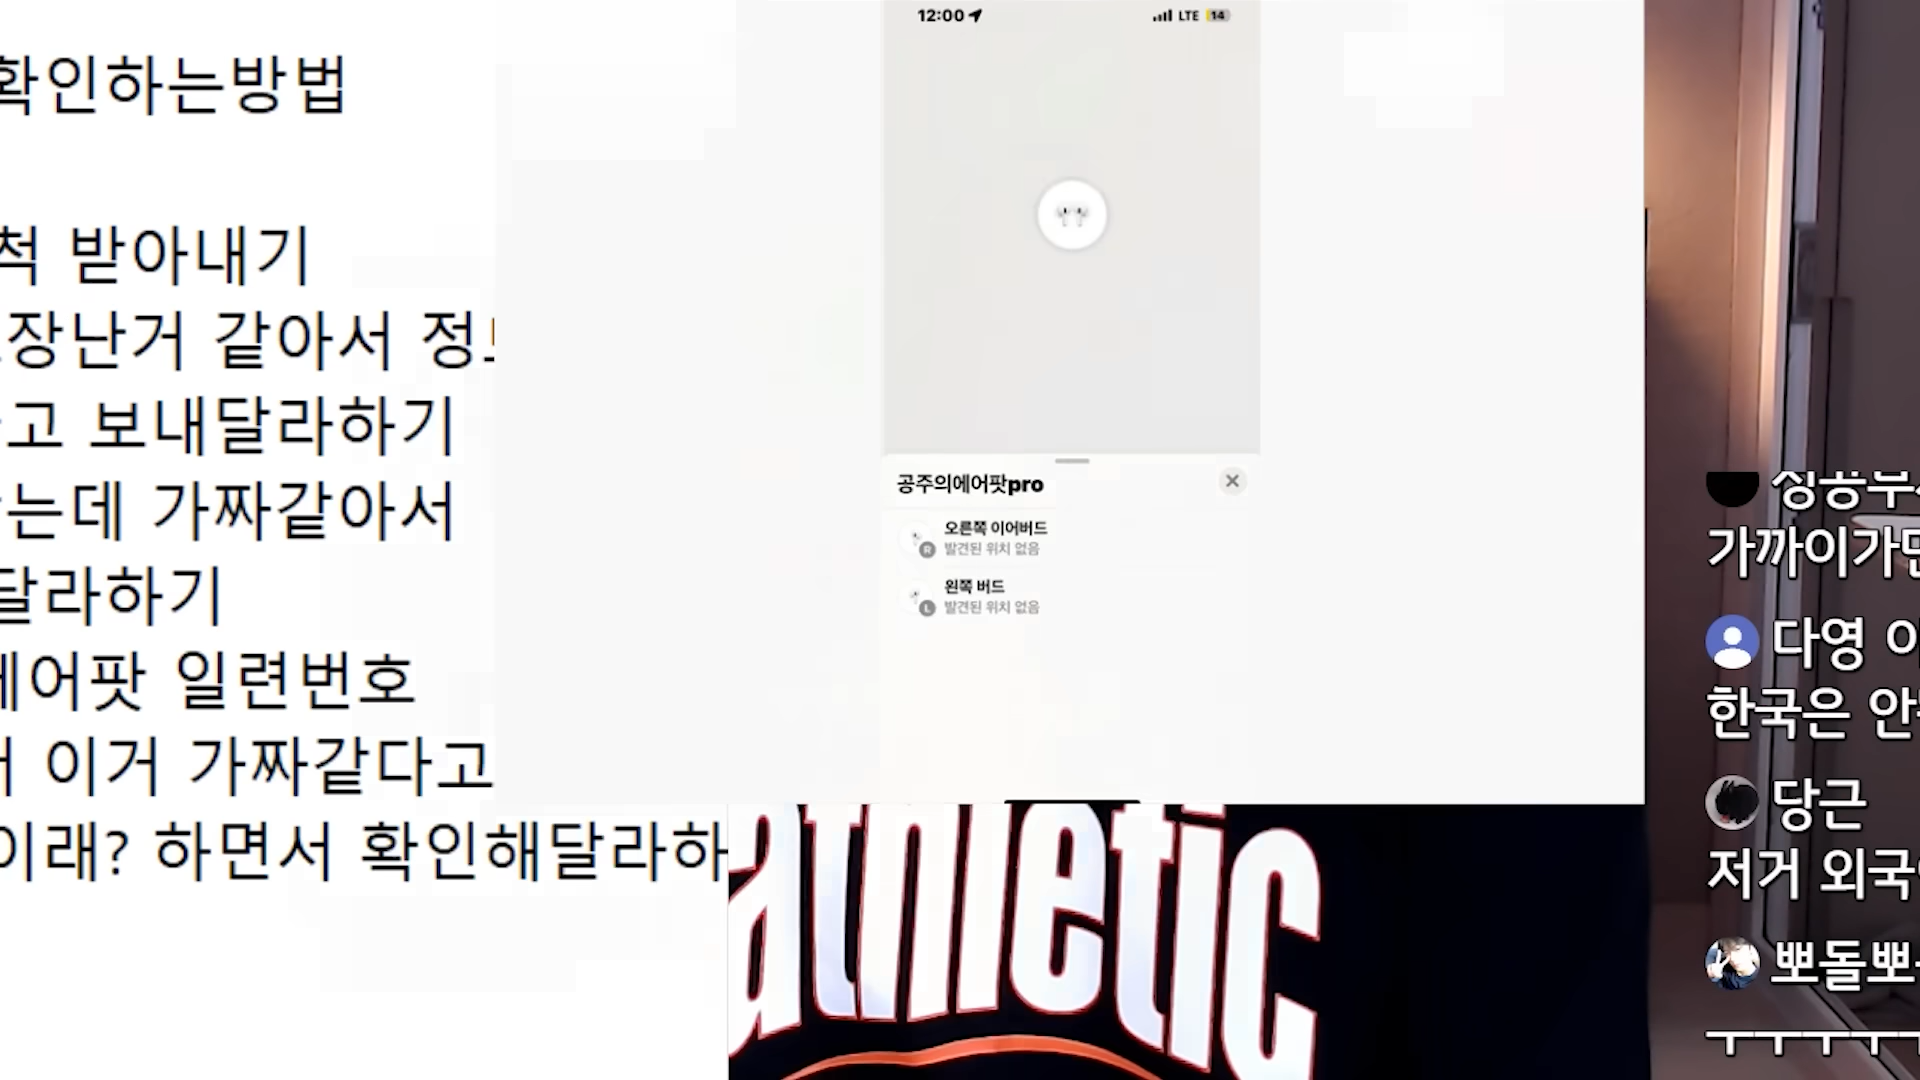 확인하는방법
척 받아내기
장난거 같아서
고 보내달라하기
는데 가짜같아서
달라하기
에어팟 일련번호
이거 가짜같다고
이래? 하면서 확인해달라하
12:00
LTE 14
공주의에어팟pro
오른쪽 이어버드
R
발견된 위치 없음
왼쪽 버드
L
발견된 위치 없음
athletic
가까이가면
다영
한국은
당근
저거
뽀돌뽀
ㅜㅜㅜㅜ